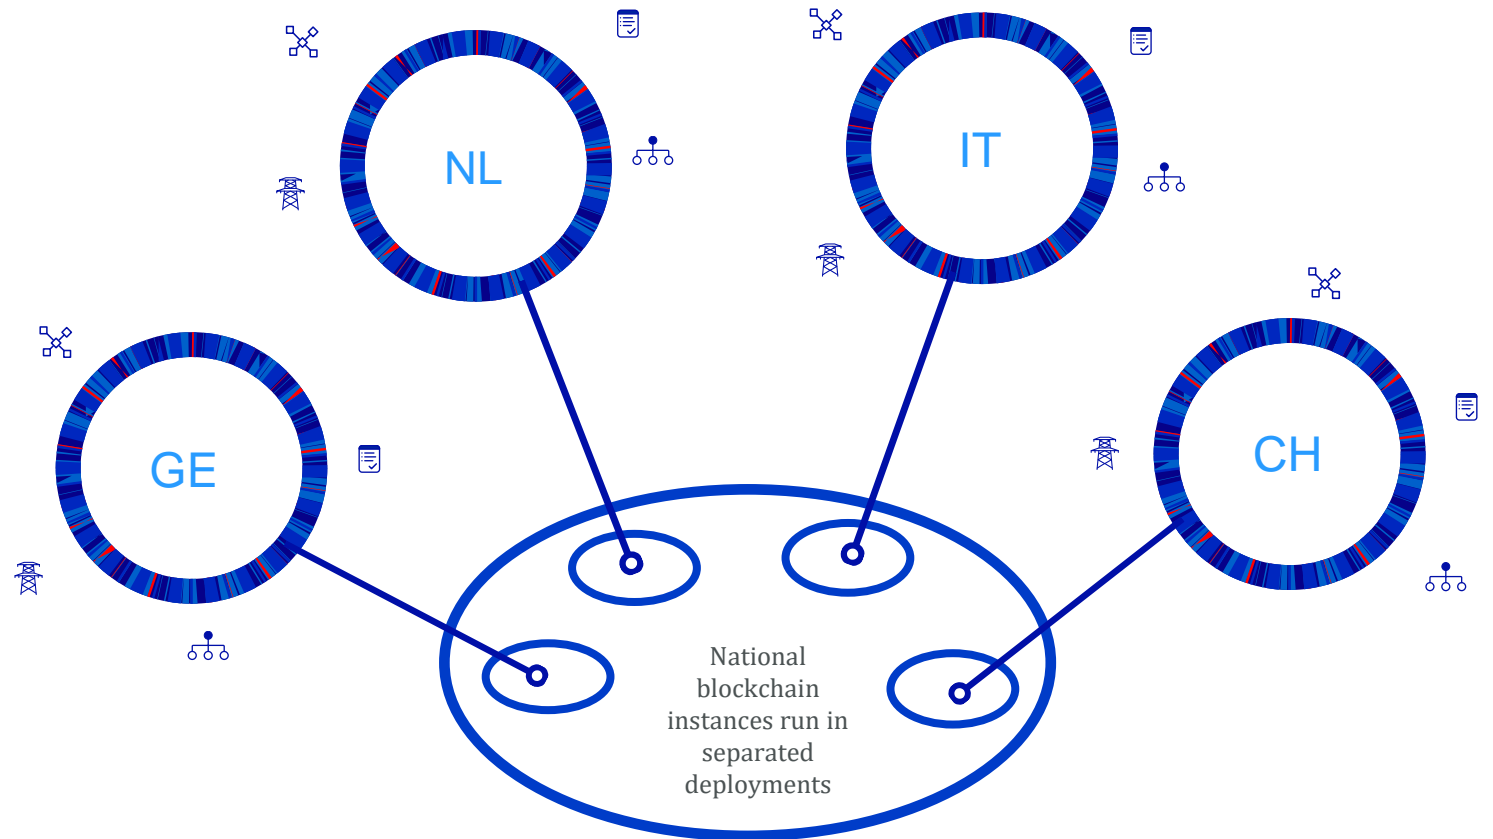 NL
IT
GE
CH
National
blockchain
instances run in
separated
deployments